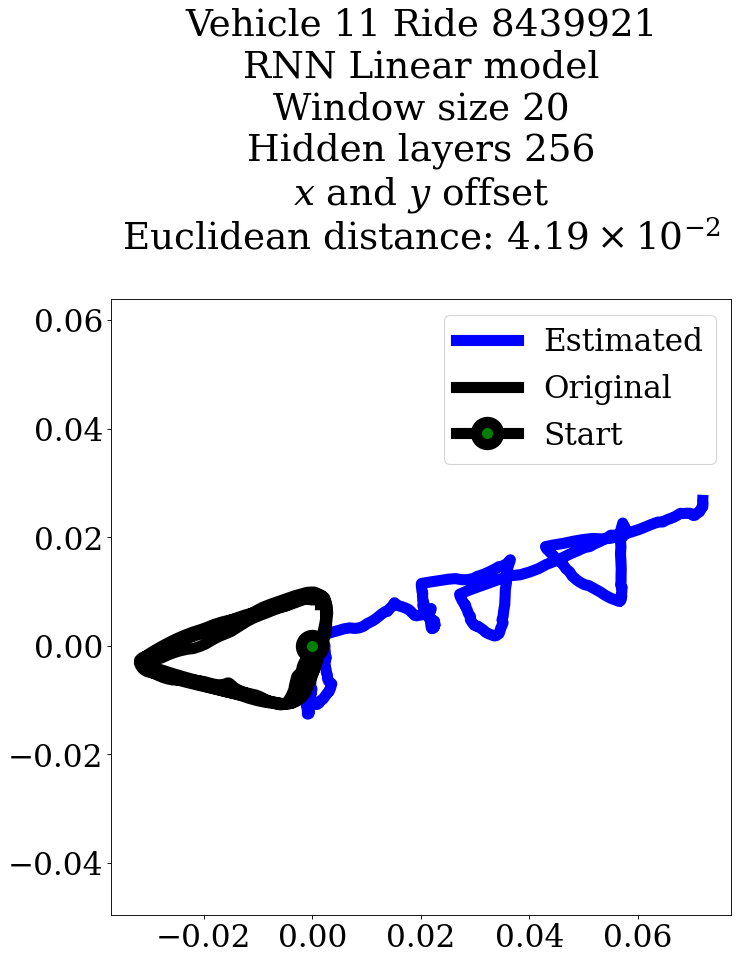 Vehicle 11 Ride 8439921
RNN Linear model
Window size 20
Hidden layers 256
x and y offset
Euclidean distance: 4.19 × 10⁻²
Estimated
Original
Start
0.06
0.04
0.02
0.00
−0.02
−0.04
−0.02 0.00 0.02 0.04 0.06